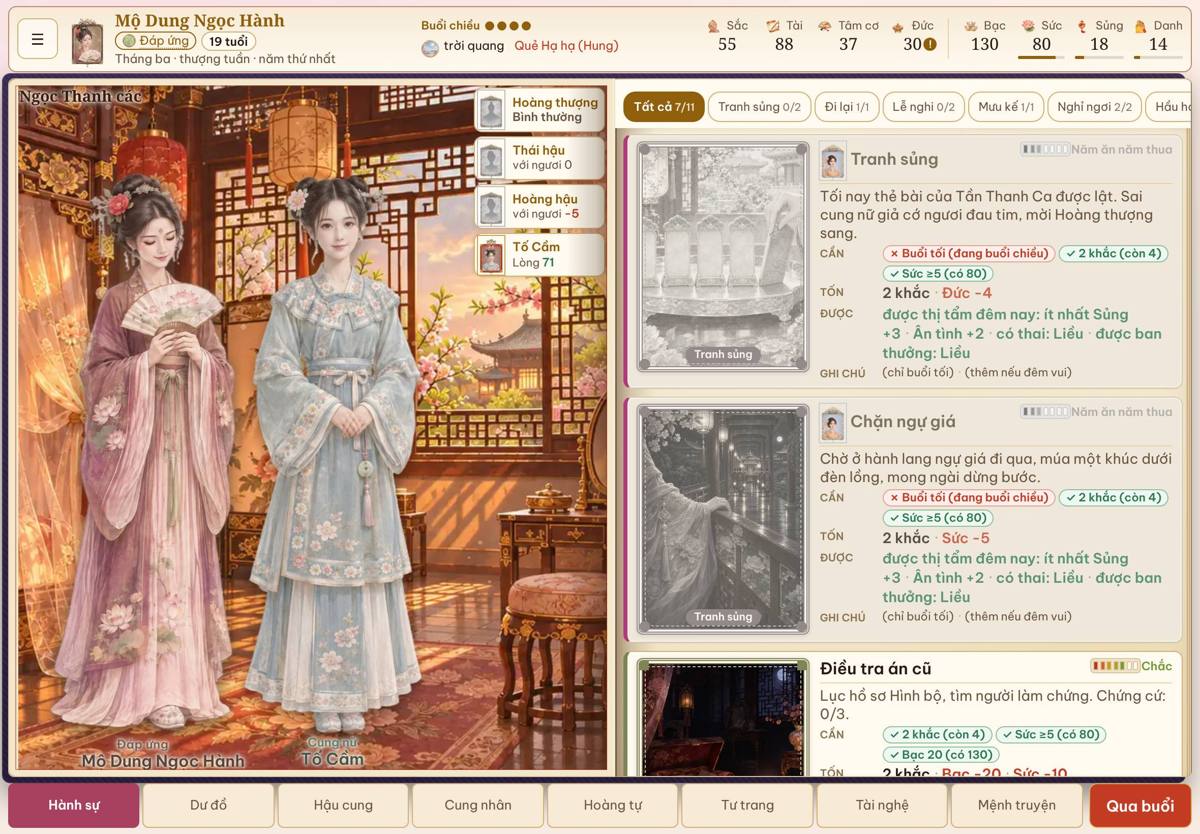 Mộ Dung Ngọc Hành
Đáp ứng 19 tuổi
Tháng ba · thượng tuần · năm thứ nhất
Buổi chiều
trời quang Quẻ Hạ hạ (Hung)
Sắc 55
Tài 88
Tâm cơ 37
Đức 30
Bạc 130
Sức 80
Sủng 18
Danh 14
Ngọc Thanh các
Hoàng thượng
Bình thường
Thái hậu
với ngươi 0
Hoàng hậu
với ngươi -5
Tố Cầm
Lòng 71
Đáp ứng
Mộ Dung Ngọc Hành
Cung nữ
Tố Cầm
Tất cả 7/11
Tranh sủng 0/2
Đi lại 1/1
Lễ nghi 0/2
Mưu kế 1/1
Nghỉ ngơi 2/2
Tranh sủng
Tranh sủng
Năm ăn năm thua
Tối nay thẻ bài của Tần Thanh Ca được lật. Sai
cung nữ giả cớ ngươi đau tim, mời Hoàng thượng
sang.
CẦN × Buổi tối (đang buổi chiều) ✓ 2 khắc (còn 4)
✓ Sức ≥5 (có 80)
TỐN 2 khắc · Đức -4
ĐƯỢC được thị tẩm đêm nay: ít nhất Sủng
+3 · Ân tình +2 · có thai: Liều · được ban
thưởng: Liều
GHI CHÚ (chỉ buổi tối) · (thêm nếu đêm vui)
Tranh sủng
Chặn ngự giá
Năm ăn năm thua
Chờ ở hành lang ngự giá đi qua, múa một khúc dưới
đèn lồng, mong ngài dừng bước.
CẦN × Buổi tối (đang buổi chiều) ✓ 2 khắc (còn 4)
✓ Sức ≥5 (có 80)
TỐN 2 khắc · Sức -5
ĐƯỢC được thị tẩm đêm nay: ít nhất Sủng
+3 · Ân tình +2 · có thai: Liều · được ban
thưởng: Liều
GHI CHÚ (chỉ buổi tối) · (thêm nếu đêm vui)
Điều tra án cũ
Chắc
Lục hồ sơ Hình bộ, tìm người làm chứng. Chứng cứ:
0/3.
CẦN ✓ 2 khắc (còn 4) ✓ Sức ≥5 (có 80)
✓ Bạc 20 (có 130)
TỐN 2 khắc · Bạc -20 · Sức -10
Hành sự
Dư đồ
Hậu cung
Cung nhân
Hoàng tự
Tư trang
Tài nghệ
Mệnh truyện
Qua buổi